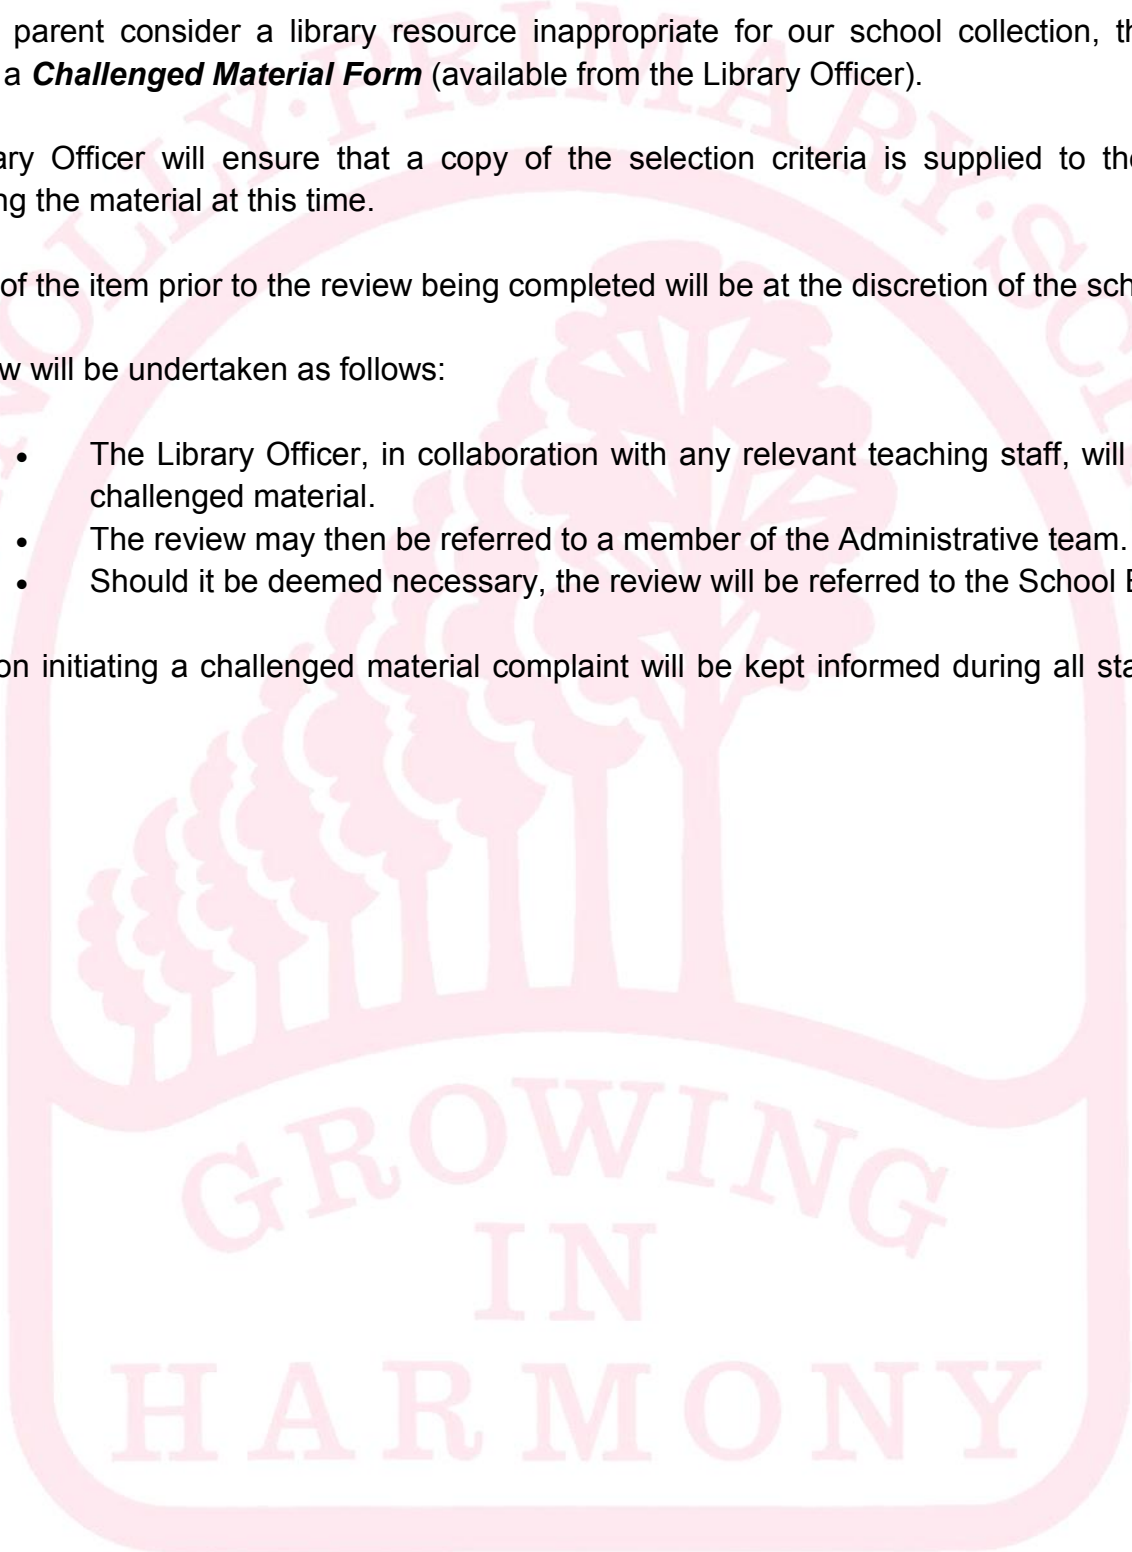 parent consider a library resource inappropriate for our school collection, th
a Challenged Material Form (available from the Library Officer).
ary Officer will ensure that a copy of the selection criteria is supplied to the
ng the material at this time.
of the item prior to the review being completed will be at the discretion of the sch
w will be undertaken as follows:
• The Library Officer, in collaboration with any relevant teaching staff, will
challenged material.
• The review may then be referred to a member of the Administrative team.
• Should it be deemed necessary, the review will be referred to the School
on initiating a challenged material complaint will be kept informed during all sta
NOLLY·PRIMARY·SC
GROWING
IN
HARMONY